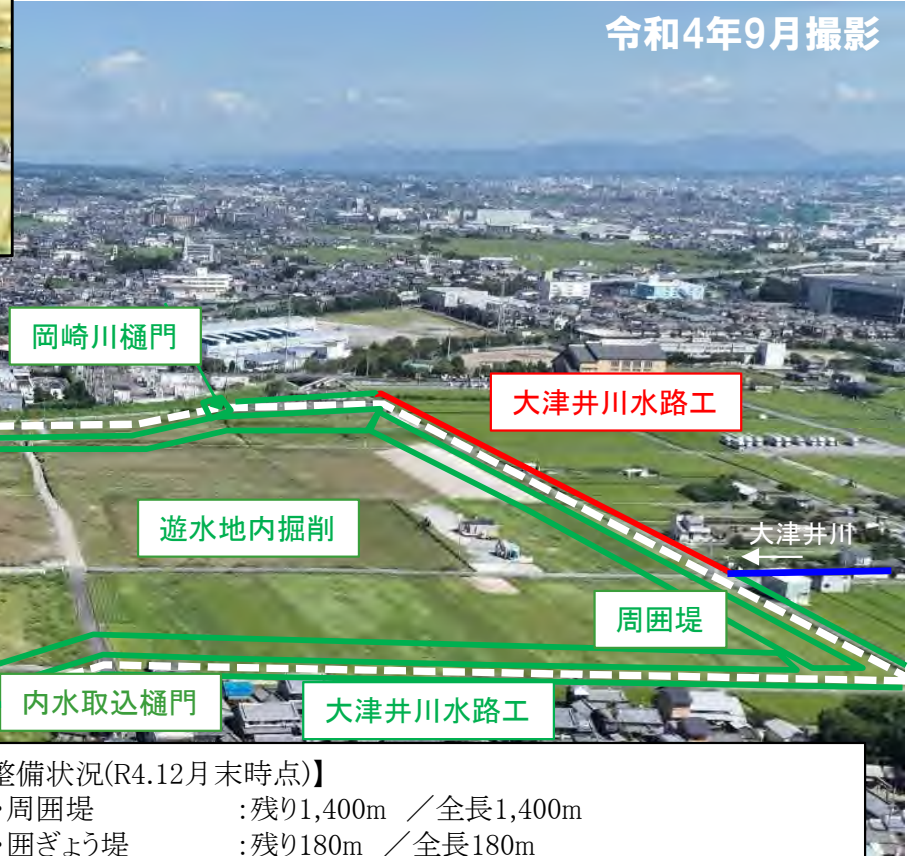 令和4年9月撮影
岡崎川樋門
大津井川水路工
遊水地内掘削
大津井川
周囲堤
内水取込樋門
大津井川水路工
整備状況(R4.12月末時点)】
・周囲堤 :残り1,400m ／全長1,400m
・囲ぎょう堤 :残り180m ／全長180m